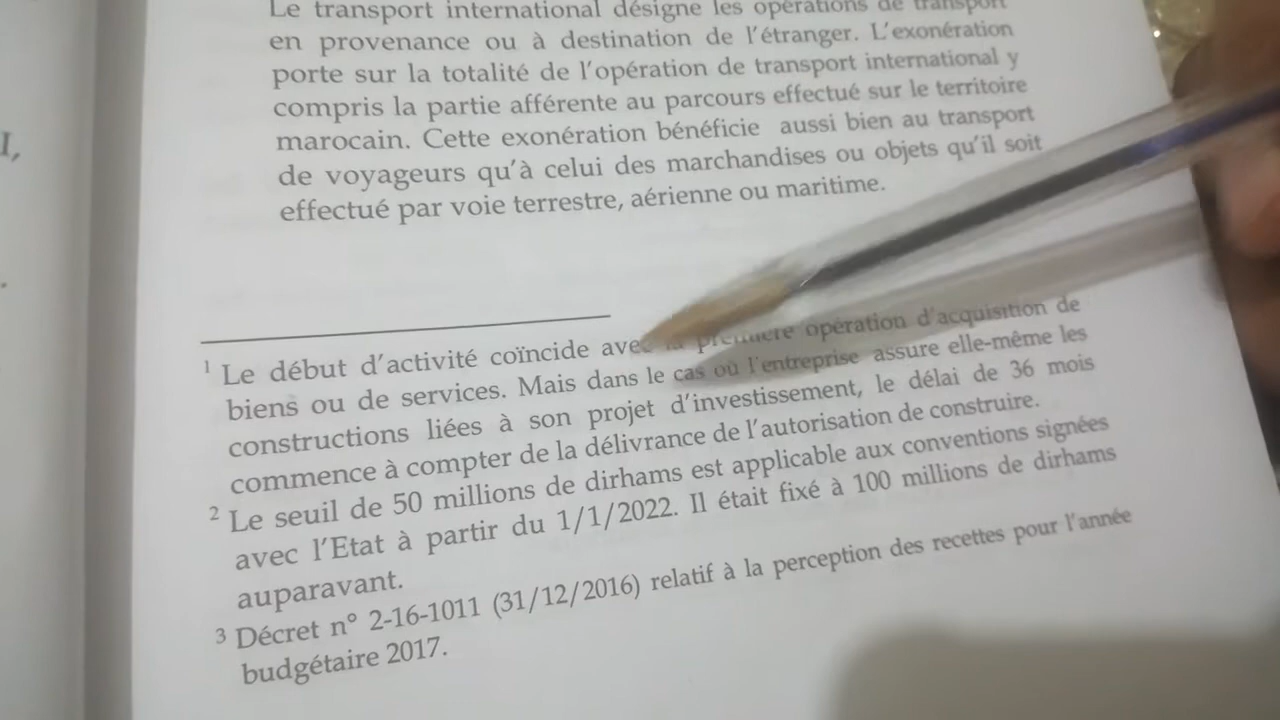 Le transport international désigne les opérations de transport
en provenance ou à destination de l'étranger. L'exonération
porte sur la totalité de l'opération de transport international y
compris la partie afférente au parcours effectué sur le territoire
marocain. Cette exonération bénéficie aussi bien au transport
de voyageurs qu'à celui des marchandises ou objets qu'il soit
effectué par voie terrestre, aérienne ou maritime.
1 Le début d'activité coïncide avec la première opération d'acquisition de
biens ou de services. Mais dans le cas où l'entreprise assure elle-même les
constructions liées à son projet d'investissement, le délai de 36 mois
commence à compter de la délivrance de l'autorisation de construire.
2 Le seuil de 50 millions de dirhams est applicable aux conventions signées
avec l'Etat à partir du 1/1/2022. Il était fixé à 100 millions de dirhams
auparavant.
3 Décret n° 2-16-1011 (31/12/2016) relatif à la perception des recettes pour l'année
budgétaire 2017.
I,